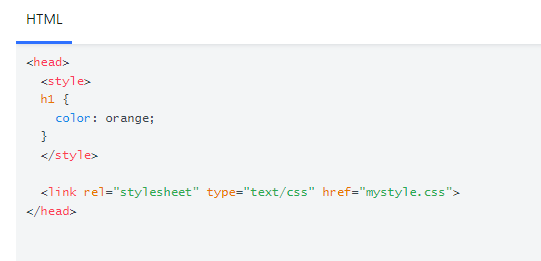 HTML
<head>
  <style>
  h1 {
    color: orange;
  }
  </style>

  <link rel="stylesheet" type="text/css" href="mystyle.css">
</head>